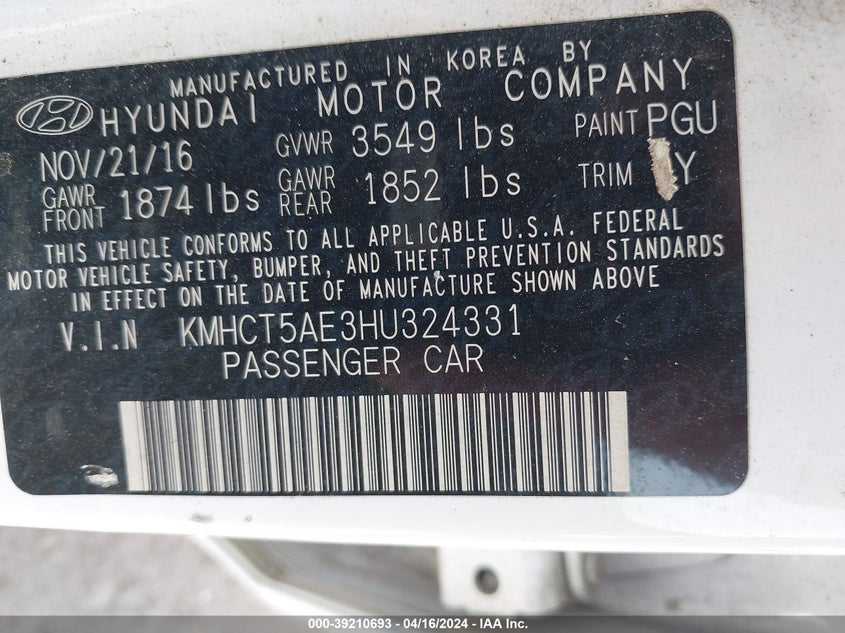 MANUFACTURED IN KOREA BY
HYUNDAI MOTOR COMPANY
NOV/21/16 GVWR 3549 lbs PAINT PGU
GAWR FRONT 1874 lbs GAWR REAR 1852 lbs TRIM Y
THIS VEHICLE CONFORMS TO ALL APPLICABLE U.S.A. FEDERAL
MOTOR VEHICLE SAFETY, BUMPER, AND THEFT PREVENTION STANDARDS
IN EFFECT ON THE DATE OF MANUFACTURE SHOWN ABOVE
V.I.N KMHCT5AE3HU324331
PASSENGER CAR
000-39210693 - 04/16/2024 - IAA Inc.